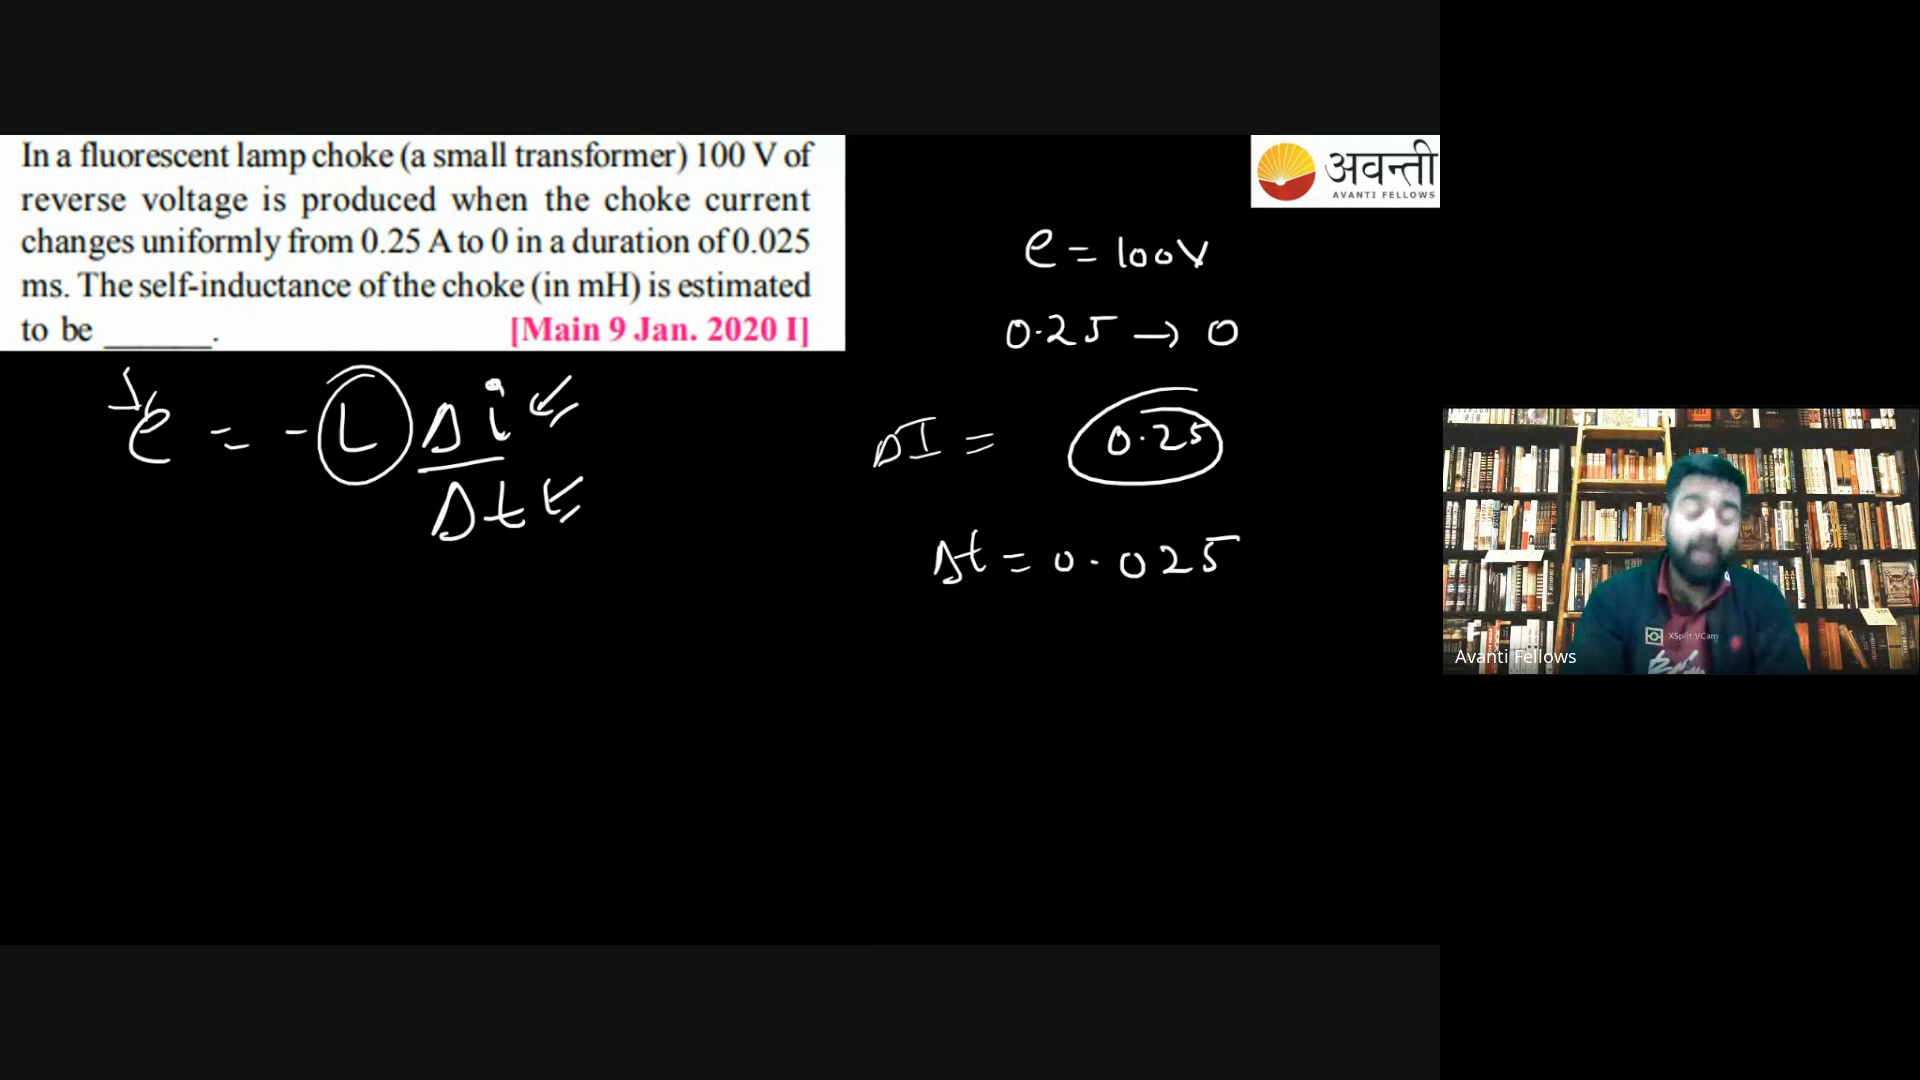 In a fluorescent lamp choke (a small transformer) 100 V of
reverse voltage is produced when the choke current
changes uniformly from 0.25 A to 0 in a duration of 0.025
ms. The self-inductance of the choke (in mH) is estimated
to be ______.
[Main 9 Jan. 2020 I]
अवन्ती
AVANTI FELLOWS
e = 100V
0.25 → 0
e = -L Δi
Δt
ΔI = 0.25
Δt = 0.025
XSplit VCam
Avanti Fellows